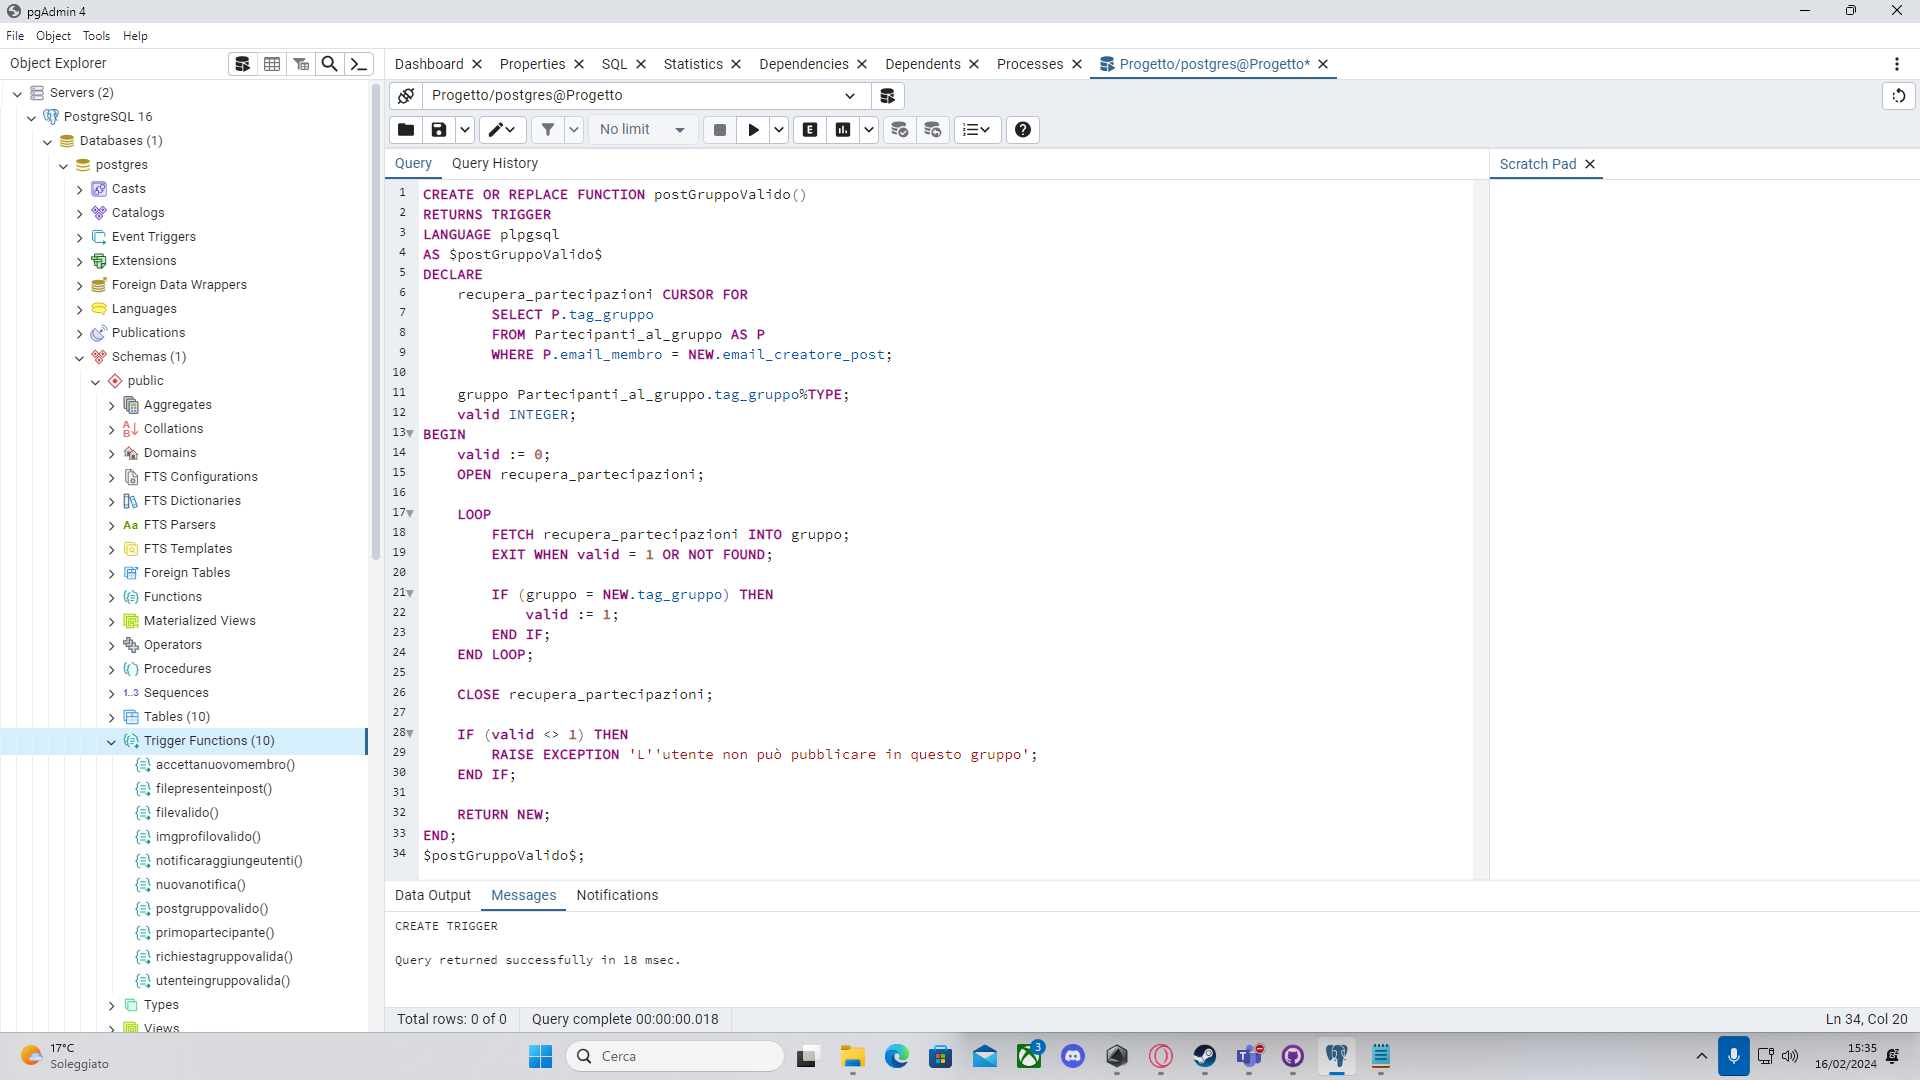 pgAdmin 4
File Object Tools Help
Object Explorer
Dashboard Properties SQL Statistics Dependencies Dependents Processes Progetto/postgres@Progetto*
Servers (2)
PostgreSQL 16
Databases (1)
postgres
Casts
Catalogs
Event Triggers
Extensions
Foreign Data Wrappers
Languages
Publications
Schemas (1)
public
Aggregates
Collations
Domains
FTS Configurations
FTS Dictionaries
Aa FTS Parsers
FTS Templates
Foreign Tables
Functions
Materialized Views
Operators
Procedures
1..3 Sequences
Tables (10)
Trigger Functions (10)
accettanuovomembro()
filepresenteinpost()
filevalido()
imgprofilovalido()
notificaraggiungeutenti()
nuovanotifica()
postgruppovalido()
primopartecipante()
richiestagruppovalida()
utenteingruppovalida()
Types
Views
Progetto/postgres@Progetto
No limit
E
Query Query History
Scratch Pad
1 CREATE OR REPLACE FUNCTION postGruppoValido()
2 RETURNS TRIGGER
3 LANGUAGE plpgsql
4 AS $postGruppoValido$
5 DECLARE
6 recupera_partecipazioni CURSOR FOR
7 SELECT P.tag_gruppo
8 FROM Partecipanti_al_gruppo AS P
9 WHERE P.email_membro = NEW.email_creatore_post;
10
11 gruppo Partecipanti_al_gruppo.tag_gruppo%TYPE;
12 valid INTEGER;
13 BEGIN
14 valid := 0;
15 OPEN recupera_partecipazioni;
16
17 LOOP
18 FETCH recupera_partecipazioni INTO gruppo;
19 EXIT WHEN valid = 1 OR NOT FOUND;
20
21 IF (gruppo = NEW.tag_gruppo) THEN
22 valid := 1;
23 END IF;
24 END LOOP;
25
26 CLOSE recupera_partecipazioni;
27
28 IF (valid <> 1) THEN
29 RAISE EXCEPTION 'L''utente non può pubblicare in questo gruppo';
30 END IF;
31
32 RETURN NEW;
33 END;
34 $postGruppoValido$;
Data Output Messages Notifications
CREATE TRIGGER
Query returned successfully in 18 msec.
Total rows: 0 of 0 Query complete 00:00:00.018 Ln 34, Col 20
17°C
Soleggiato
Cerca
3
15:35
16/02/2024